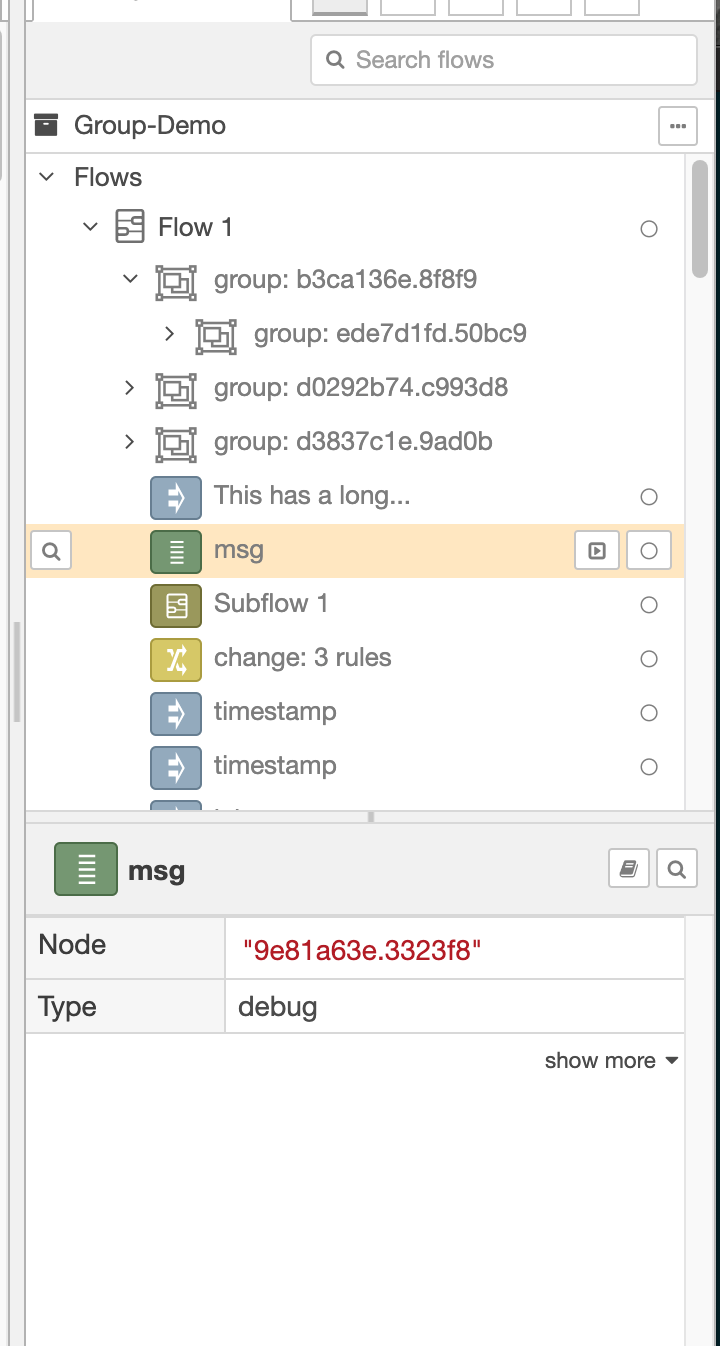 Search flows
Group-Demo
Flows
Flow 1
group: b3ca136e.8f8f9
group: ede7d1fd.50bc9
group: d0292b74.c993d8
group: d3837c1e.9ad0b
This has a long...
msg
Subflow 1
change: 3 rules
timestamp
timestamp
msg
Node "9e81a63e.3323f8"
Type debug
show more